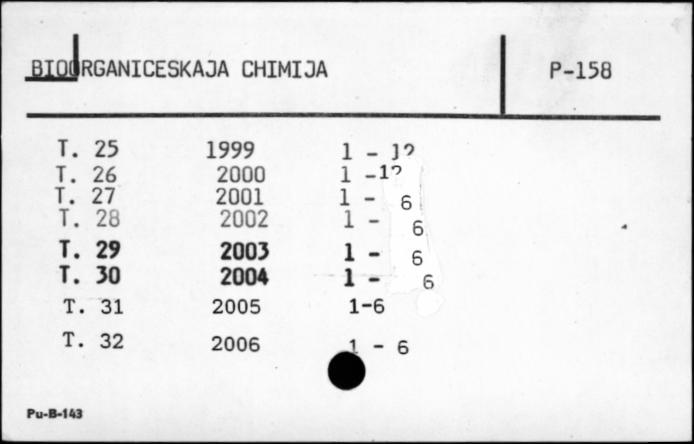 BIOORGANICESKAJA CHIMIJA P-158
T. 25 1999 1 - 12
T. 26 2000 1 - 12
T. 27 2001 1 - 6
T. 28 2002 1 - 6
T. 29 2003 1 - 6
T. 30 2004 1 - 6
T. 31 2005 1-6
T. 32 2006 1 - 6
Pu-B-143